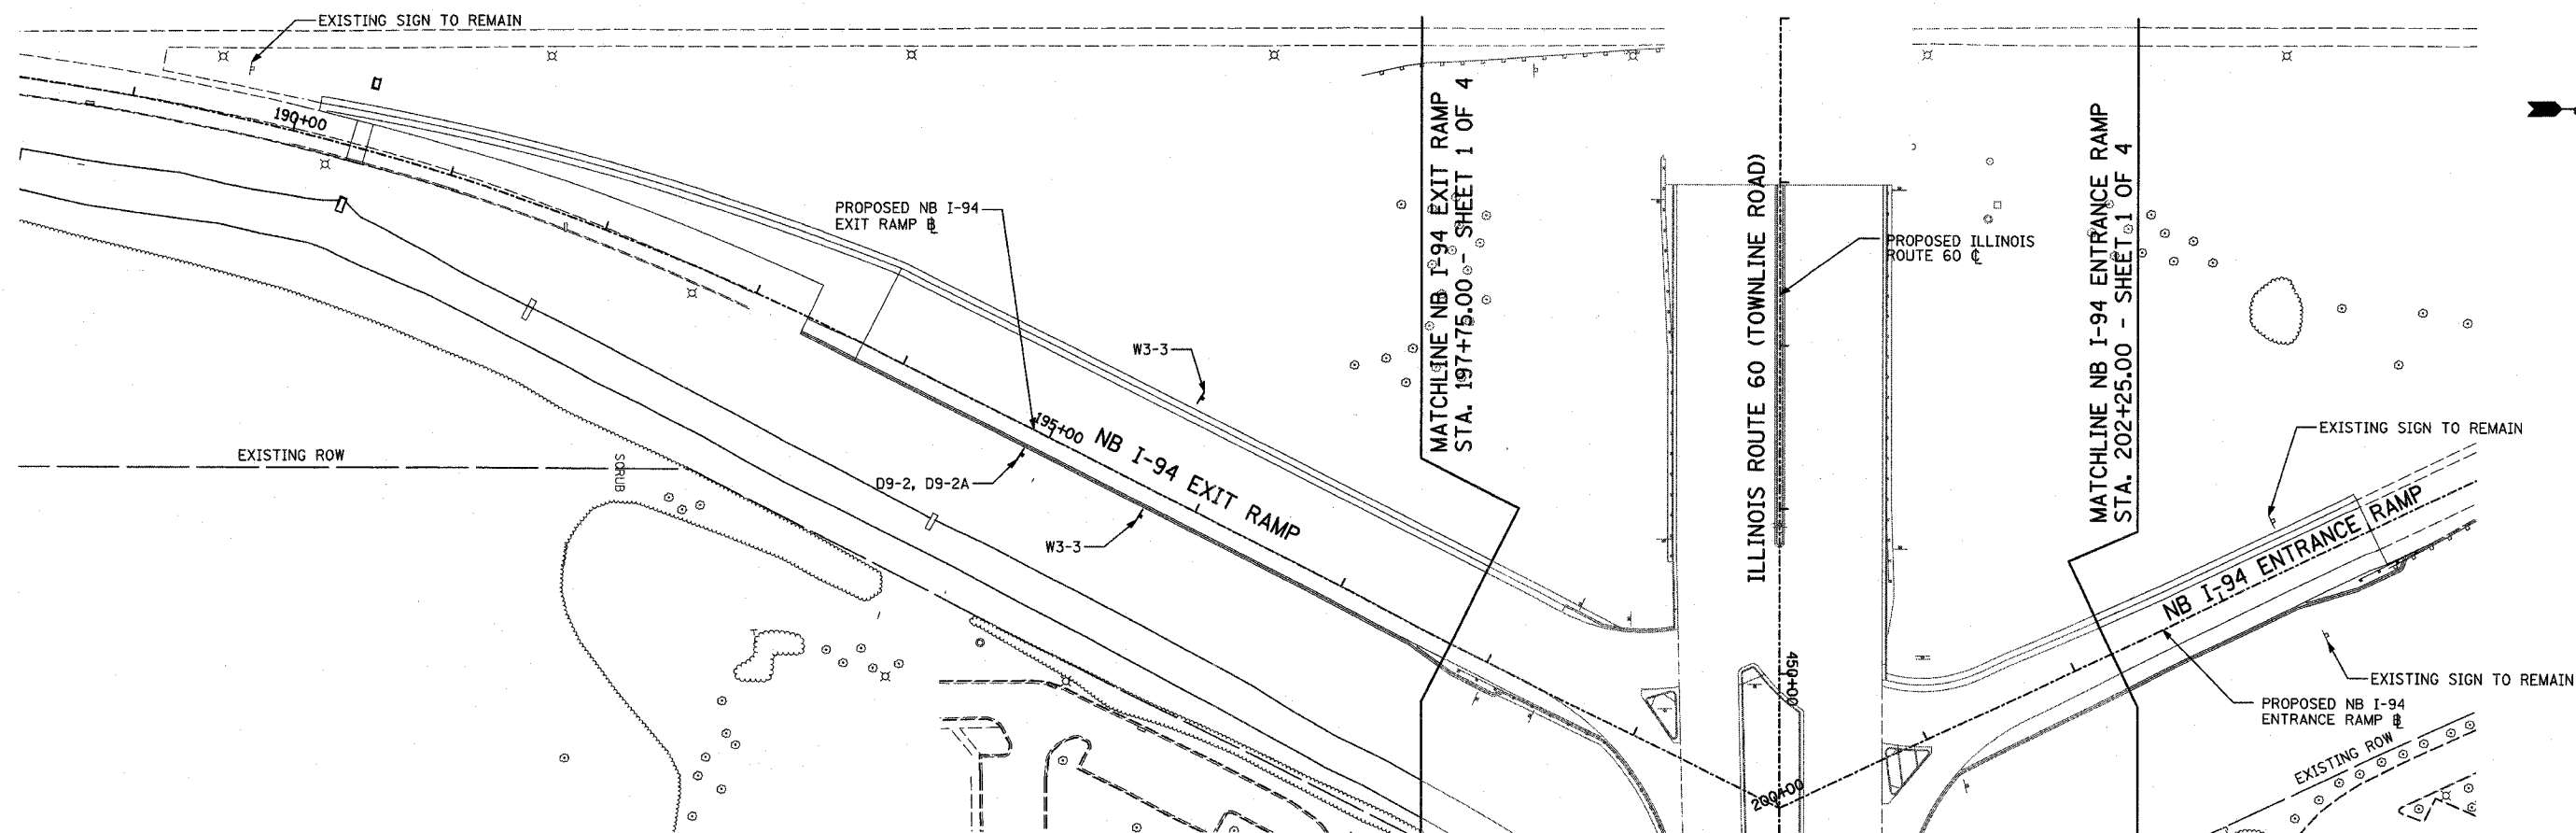 EXISTING SIGN TO REMAIN
190+00
PROPOSED NB I-94
EXIT RAMP ℄
MATCHLINE NB I-94 EXIT RAMP
STA. 197+75.00 - SHEET 1 OF 4
ILLINOIS ROUTE 60 (TOWNLINE ROAD)
PROPOSED ILLINOIS
ROUTE 60 ℄
MATCHLINE NB I-94 ENTRANCE RAMP
STA. 202+25.00 - SHEET 1 OF 4
W3-3
195+00
NB I-94 EXIT RAMP
EXISTING SIGN TO REMAIN
EXISTING ROW
SCRUB
D9-2, D9-2A
W3-3
NB I-94 ENTRANCE RAMP
450+00
EXISTING SIGN TO REMAIN
PROPOSED NB I-94
ENTRANCE RAMP ℄
EXISTING ROW
200+00